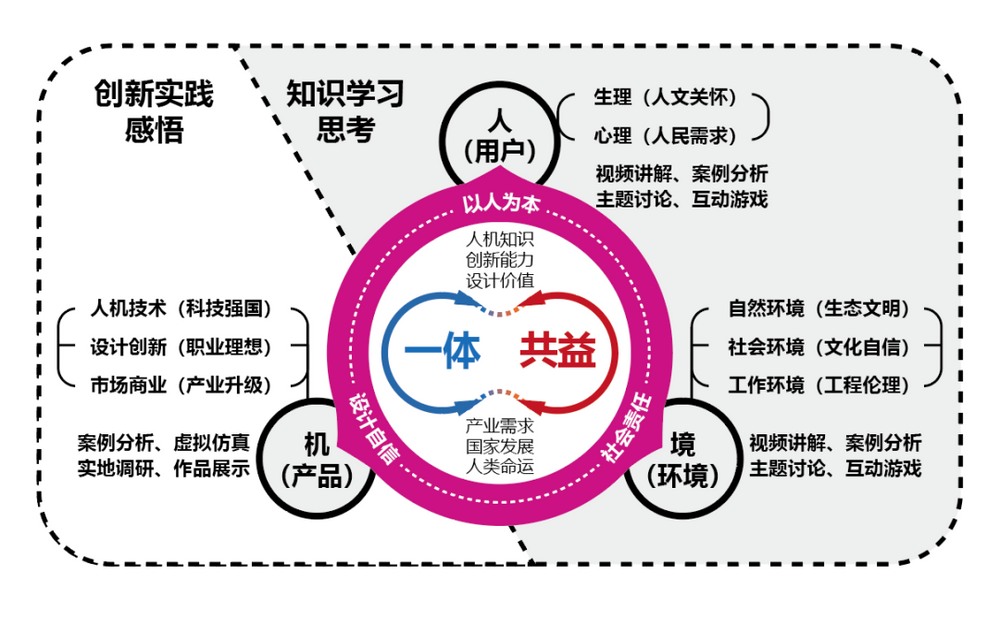 创新实践
感悟
知识学习
思考
人
（用户）
生理（人文关怀）
心理（人民需求）
视频讲解、案例分析
主题讨论、互动游戏
以人为本
人机知识
创新能力
设计价值
一体
共益
产业需求
国家发展
人类命运
设计自信
社会责任
人机技术（科技强国）
设计创新（职业理想）
市场商业（产业升级）
机
（产品）
案例分析、虚拟仿真
实地调研、作品展示
自然环境（生态文明）
社会环境（文化自信）
工作环境（工程伦理）
境
（环境）
视频讲解、案例分析
主题讨论、互动游戏